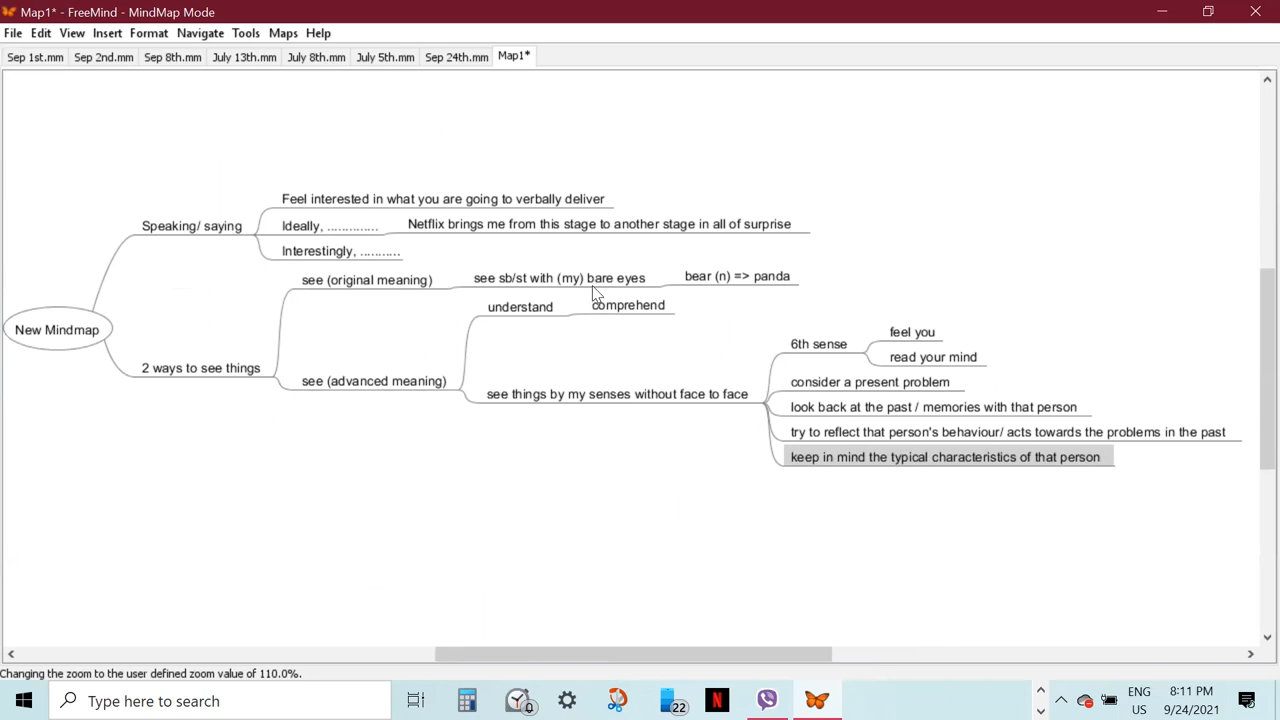 Map1* - FreeMind - MindMap Mode
File Edit View Insert Format Navigate Tools Maps Help
Sep 1st.mm Sep 2nd.mm Sep 8th.mm July 13th.mm July 8th.mm July 5th.mm Sep 24th.mm Map1*
Feel interested in what you are going to verbally deliver
Speaking/ saying
Ideally, ..............
Netflix brings me from this stage to another stage in all of surprise
Interestingly, ...........
see (original meaning)
see sb/st with (my) bare eyes
bear (n) => panda
understand
comprehend
New Mindmap
2 ways to see things
see (advanced meaning)
see things by my senses without face to face
6th sense
feel you
read your mind
consider a present problem
look back at the past / memories with that person
try to reflect that person's behaviour/ acts towards the problems in the past
keep in mind the typical characteristics of that person
Changing the zoom to the user defined zoom value of 110.0%.
Type here to search
22
N
ENG
US
8:11 PM
9/24/2021